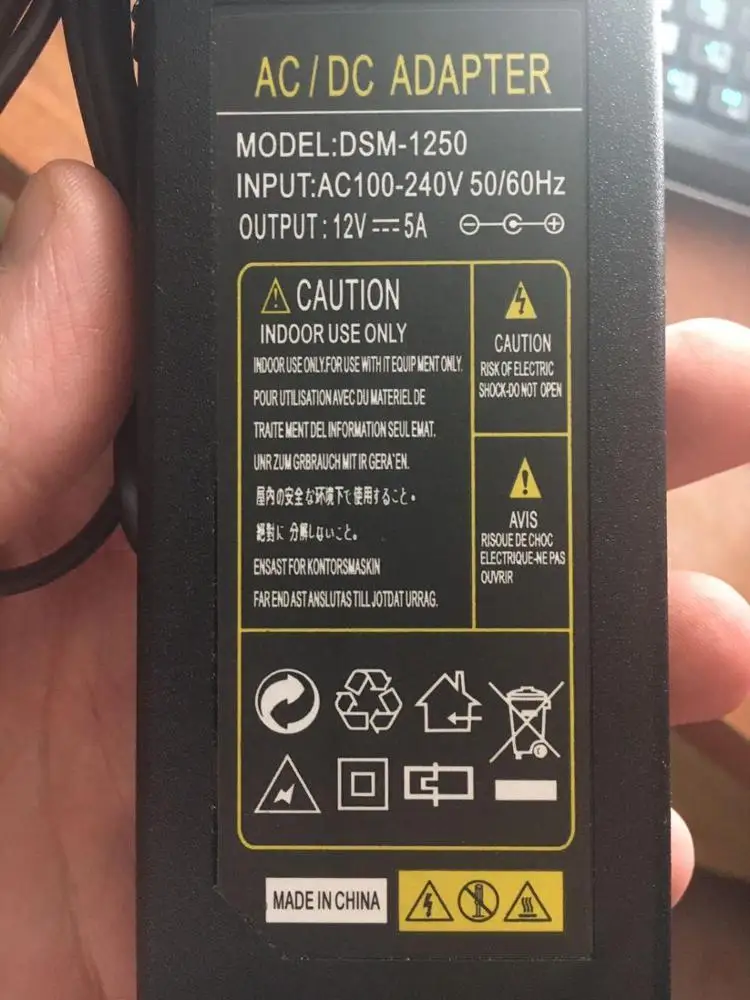 AC/DC ADAPTER
MODEL:DSM-1250
INPUT:AC100-240V 50/60Hz
OUTPUT: 12V⎓5A
CAUTION
INDOOR USE ONLY
INDOOR USE ONLY.FOR USE WITH IT EQUIP MENT ONLY.
POUR UTILISATION AVEC DU MATERIEL DE
TRAITE MENT DEL INFORMATION SEUL EMAT.
UNR ZUM GRBRAUCH MIT IR GERA'EN.
屋内の安全な环境下て使用すること。
絶對に 分解しないこと。
ENSAST FOR KONTORSMASKIN
FAR END AST ANSLUTAS TILL JOTDAT URRAG.
CAUTION
RISK OF ELECTRIC
SHOCK-DO NOT OPEN
AVIS
RISOUE DE CHOC
ELECTRIQUE-NE PAS
OUVRIR
MADE IN CHINA